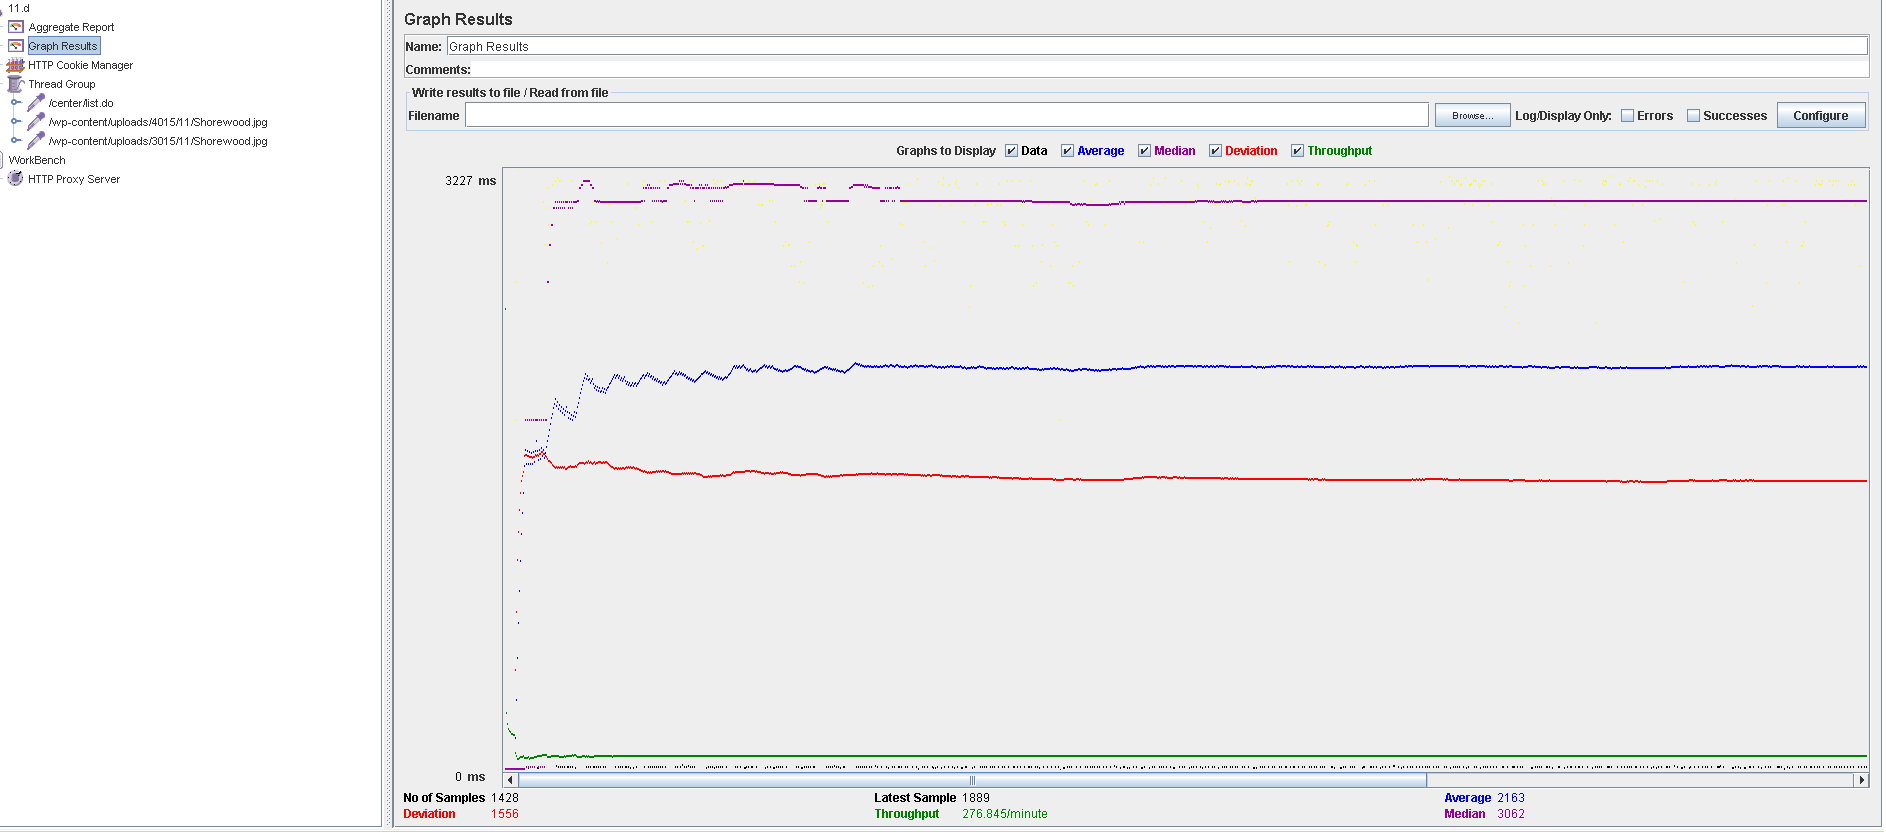 11.d
Aggregate Report
Graph Results
HTTP Cookie Manager
Thread Group
/center/list.do
/wp-content/uploads/4015/11/Shorewood.jpg
/wp-content/uploads/3015/11/Shorewood.jpg
WorkBench
HTTP Proxy Server
Graph Results
Name: Graph Results
Comments:
Write results to file / Read from file
Filename Browse... Log/Display Only: Errors Successes Configure
Graphs to Display Data Average Median Deviation Throughput
3227 ms
0 ms
No of Samples 1428 Latest Sample 1889 Average 2163
Deviation 1556 Throughput 276.845/minute Median 3062